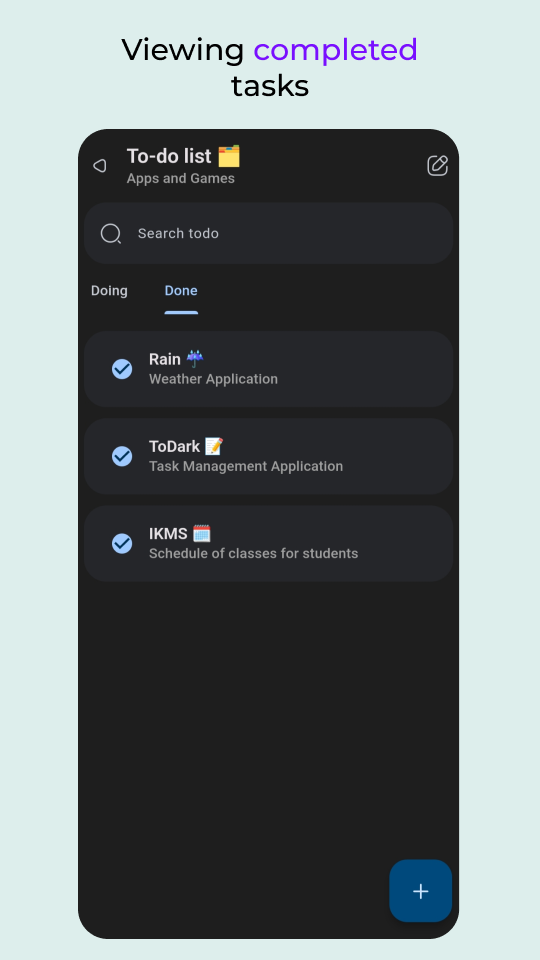 Viewing completed
tasks
To-do list 🗂️
Apps and Games
Search todo
Doing Done
Rain ☔
Weather Application
ToDark 📝
Task Management Application
IKMS 🗓️
Schedule of classes for students